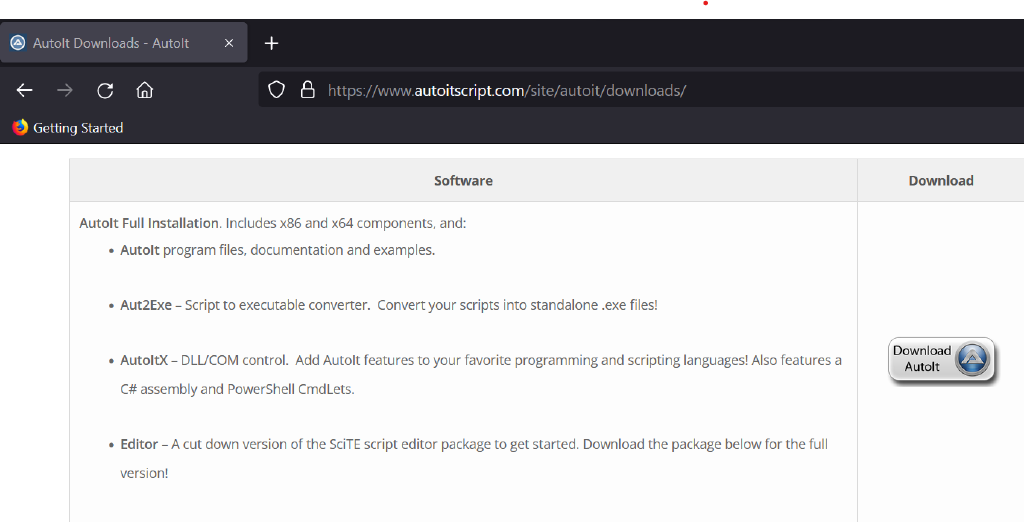 AutoIt Downloads - AutoIt
https://www.autoitscript.com/site/autoit/downloads/
Getting Started
Software
Download
AutoIt Full Installation. Includes x86 and x64 components, and:
• AutoIt program files, documentation and examples.
• Aut2Exe – Script to executable converter.  Convert your scripts into standalone .exe files!
• AutoItX – DLL/COM control.  Add AutoIt features to your favorite programming and scripting languages! Also features a
C# assembly and PowerShell CmdLets.
• Editor – A cut down version of the SciTE script editor package to get started. Download the package below for the full
version!
Download
AutoIt